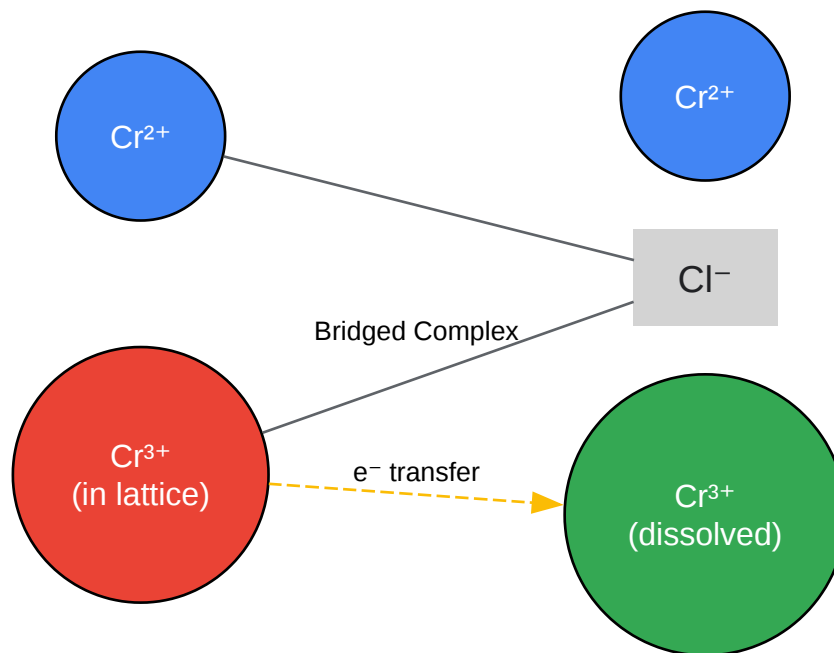 Cr²⁺
Cr²⁺
Cl⁻
Bridged Complex
Cr³⁺
(in lattice)
e⁻ transfer
Cr³⁺
(dissolved)